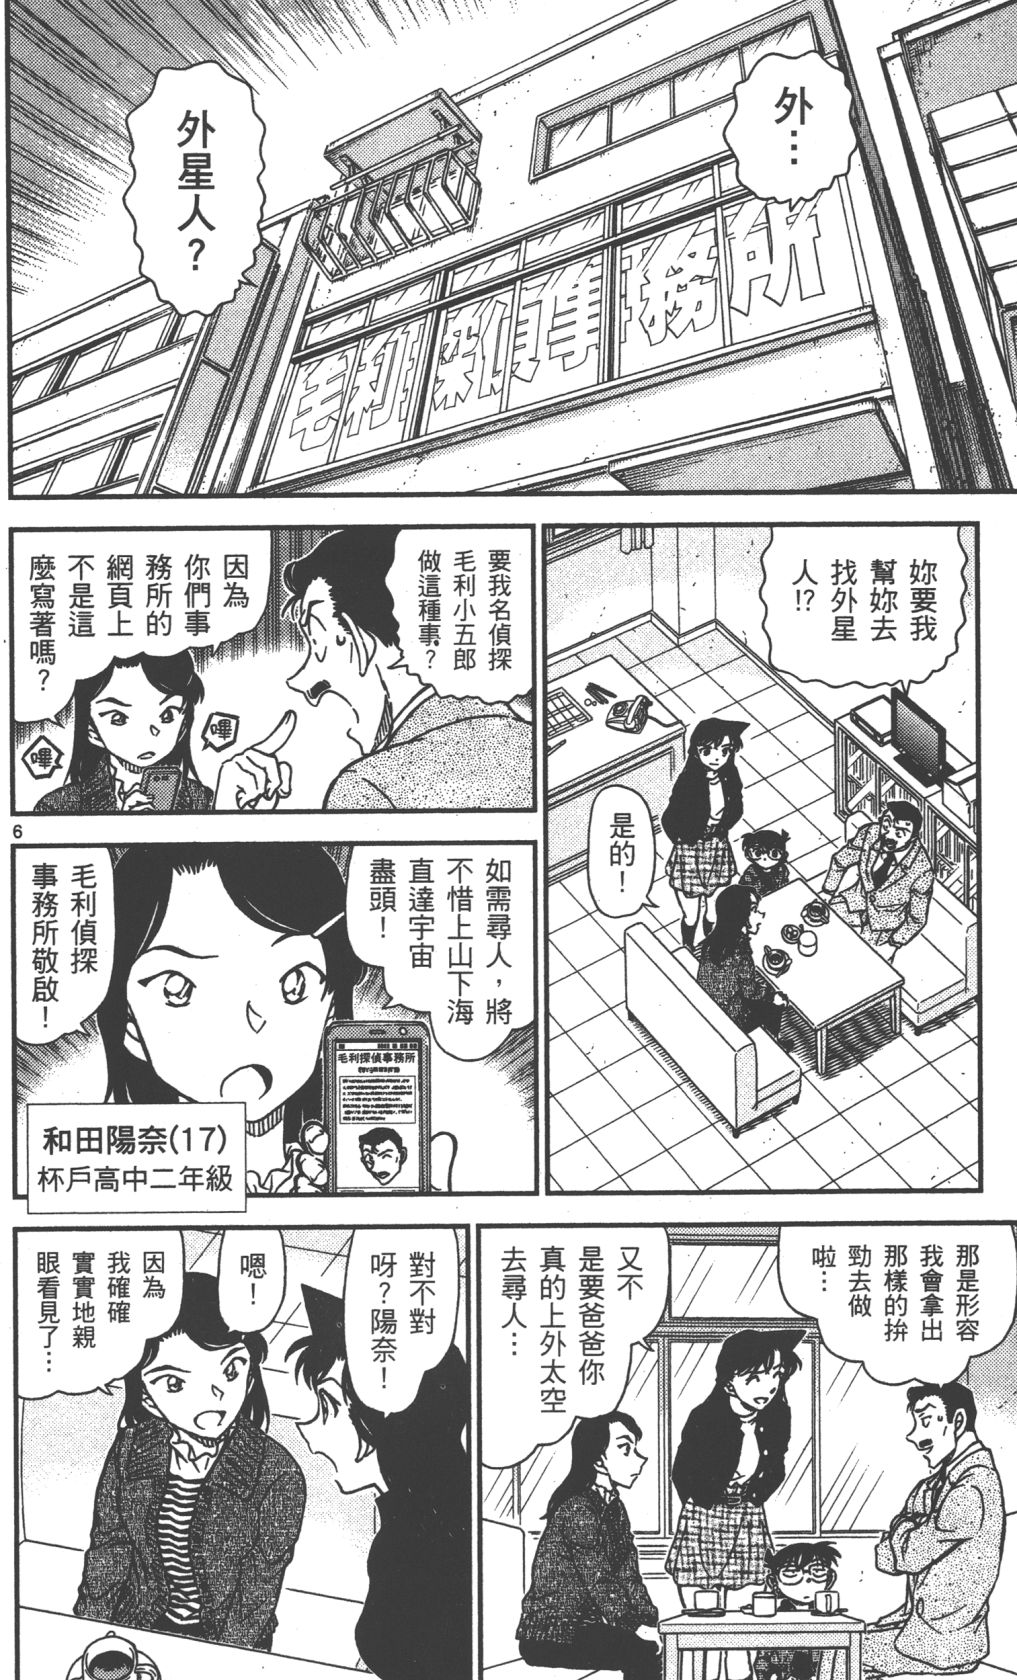 外…
外星人？
毛利偵探事務所
妳要我
幫妳去
找外星
人!?
是的！
要我名偵探
毛利小五郎
做這種事？
因為
你們事
務所的
網頁上
不是這
麼寫著嗎？
嗶
嗶
6
如需尋人，將
不惜上山下海
直達宇宙
盡頭！
毛利偵探
事務所敬啟！
毛利探偵事務所
和田陽奈(17)
杯戶高中二年級
那是形容
我會拿出
那樣的拚
勁去做
啦…
又不
是要爸爸你
真的上外太空
去尋人…
對不對
呀？陽奈！
嗯！
因為
我確確
實實地親
眼看見了…